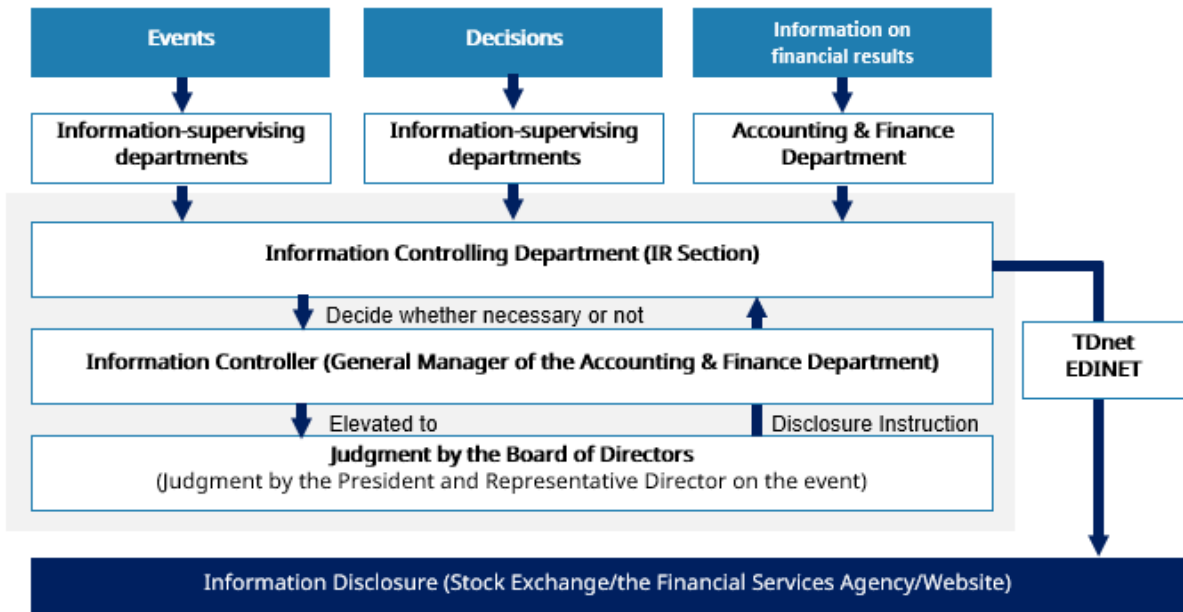 Events
Decisions
Information on
financial results
Information-supervising
departments
Information-supervising
departments
Accounting & Finance
Department
Information Controlling Department (IR Section)
Decide whether necessary or not
Information Controller (General Manager of the Accounting & Finance Department)
TDnet
EDINET
Elevated to
Disclosure Instruction
Judgment by the Board of Directors
(Judgment by the President and Representative Director on the event)
Information Disclosure (Stock Exchange/the Financial Services Agency/Website)